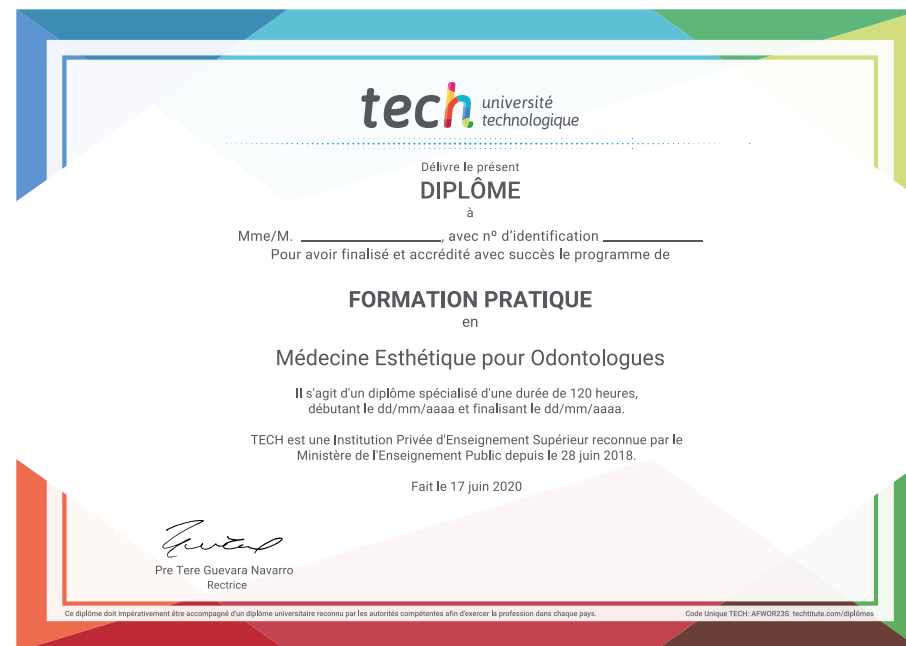 tech université
technologique
Délivre le présent
DIPLÔME
à
Mme/M. ____________________, avec nº d'identification ______________
Pour avoir finalisé et accrédité avec succès le programme de
FORMATION PRATIQUE
en
Médecine Esthétique pour Odontologues
Il s'agit d'un diplôme spécialisé d'une durée de 120 heures,
débutant le dd/mm/aaaa et finalisant le dd/mm/aaaa.
TECH est une Institution Privée d'Enseignement Supérieur reconnue par le
Ministère de l'Enseignement Public depuis le 28 juin 2018.
Fait le 17 juin 2020
Pre Tere Guevara Navarro
Rectrice
Ce diplôme doit impérativement être accompagné d'un diplôme universitaire reconnu par les autorités compétentes afin d'exercer la profession dans chaque pays.
Code Unique TECH: AFWOR23S techtitute.com/diplômes